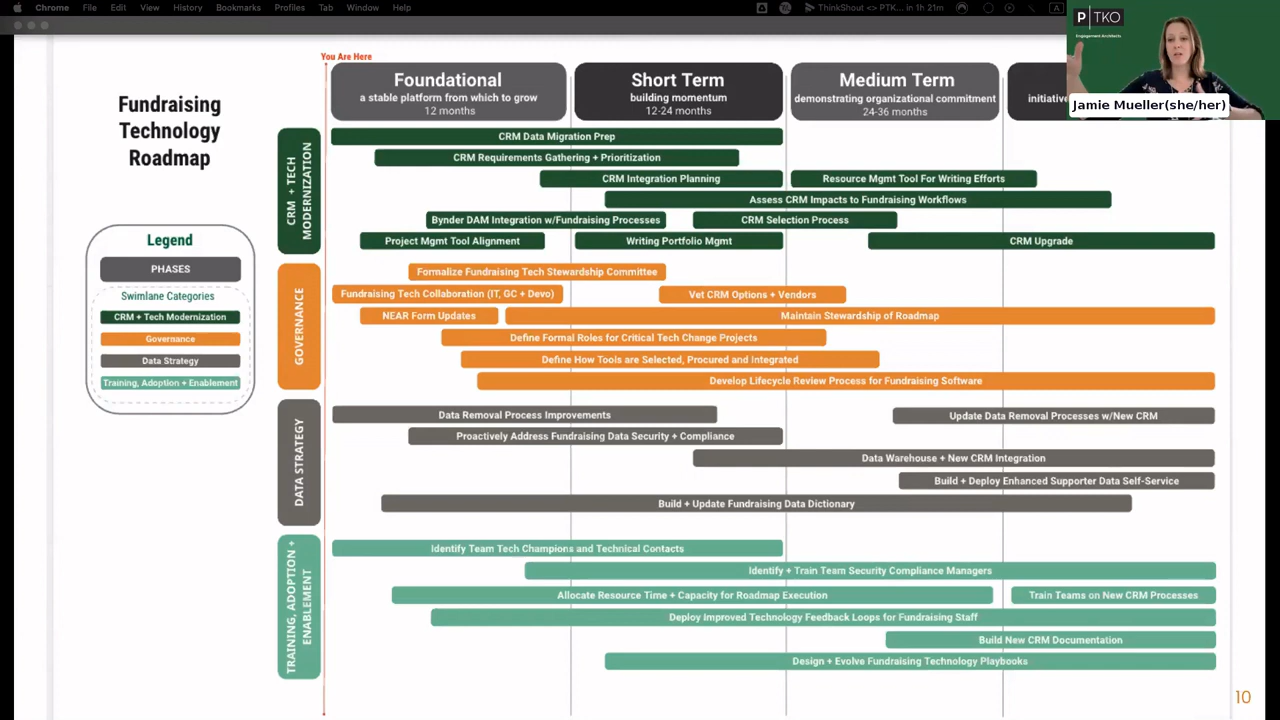 Chrome File Edit View History Bookmarks Profiles Tab Window Help
ThinkShout <> PTK... in 1h 21m
A
P TKO
Engagement Architects
Jamie Mueller(she/her)
You Are Here
Fundraising
Technology
Roadmap
Foundational
a stable platform from which to grow
12 months
Short Term
building momentum
12-24 months
Medium Term
demonstrating organizational commitment
24-36 months
Legend
PHASES
Swimlane Categories
CRM + Tech Modernization
Governance
Data Strategy
Training, Adoption + Enablement
CRM + TECH
MODERNIZATION
CRM Data Migration Prep
CRM Requirements Gathering + Prioritization
CRM Integration Planning
Resource Mgmt Tool For Writing Efforts
Assess CRM Impacts to Fundraising Workflows
Bynder DAM Integration w/Fundraising Processes
CRM Selection Process
Project Mgmt Tool Alignment
Writing Portfolio Mgmt
CRM Upgrade
GOVERNANCE
Formalize Fundraising Tech Stewardship Committee
Fundraising Tech Collaboration (IT, GC + Devo)
Vet CRM Options + Vendors
NEAR Form Updates
Maintain Stewardship of Roadmap
Define Formal Roles for Critical Tech Change Projects
Define How Tools are Selected, Procured and Integrated
Develop Lifecycle Review Process for Fundraising Software
DATA STRATEGY
Data Removal Process Improvements
Update Data Removal Processes w/New CRM
Proactively Address Fundraising Data Security + Compliance
Data Warehouse + New CRM Integration
Build + Deploy Enhanced Supporter Data Self-Service
Build + Update Fundraising Data Dictionary
TRAINING, ADOPTION +
ENABLEMENT
Identify Team Tech Champions and Technical Contacts
Identify + Train Team Security Compliance Managers
Allocate Resource Time + Capacity for Roadmap Execution
Train Teams on New CRM Processes
Deploy Improved Technology Feedback Loops for Fundraising Staff
Build New CRM Documentation
Design + Evolve Fundraising Technology Playbooks
10